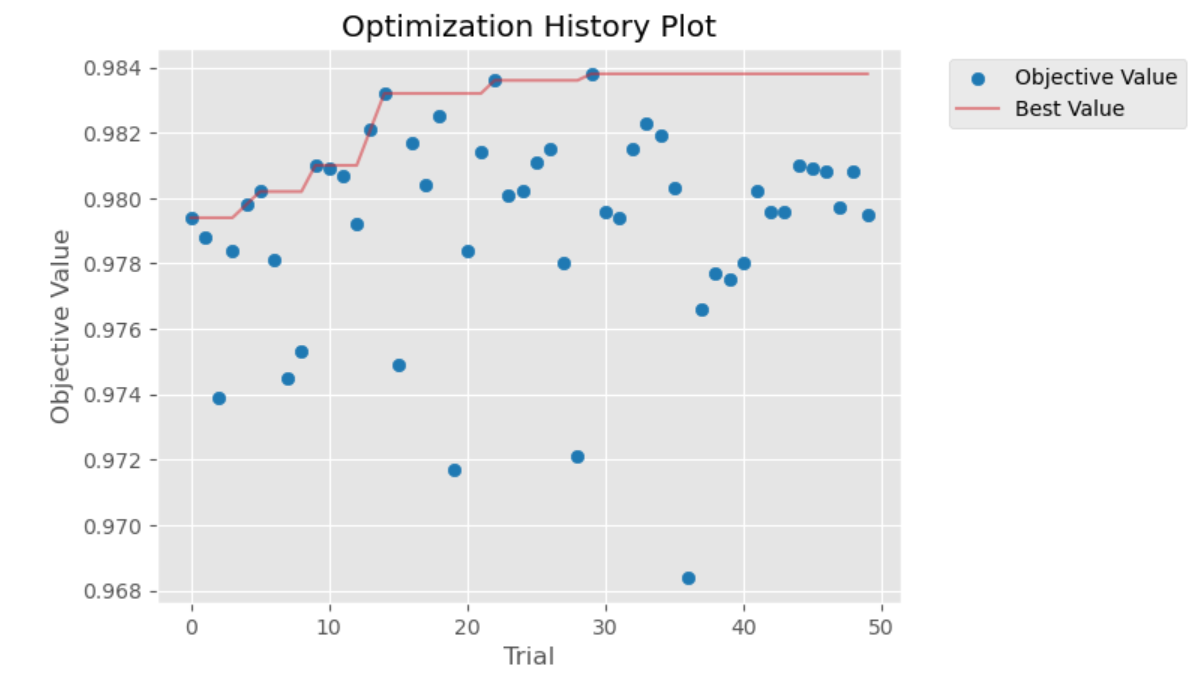 Optimization History Plot
Objective Value
Best Value
0.984
0.982
0.980
0.978
0.976
0.974
0.972
0.970
0.968
Objective Value
0 10 20 30 40 50
Trial